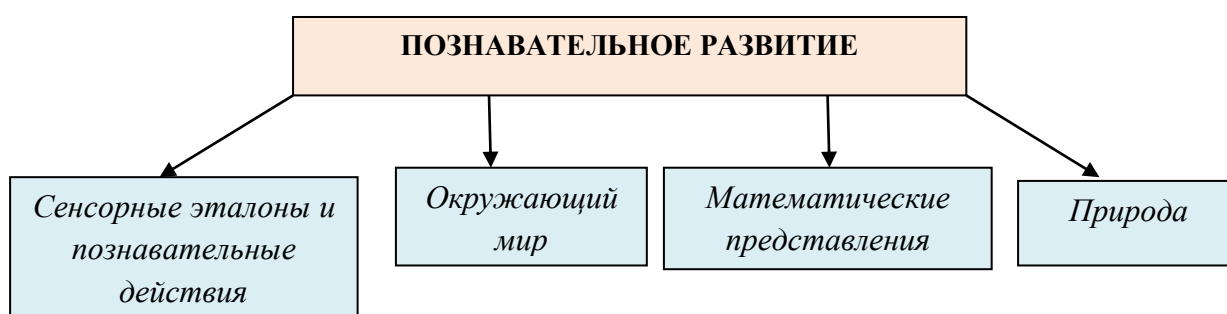 ПОЗНАВАТЕЛЬНОЕ РАЗВИТИЕ
Сенсорные эталоны и
познавательные
действия
Окружающий
мир
Математические
представления
Природа